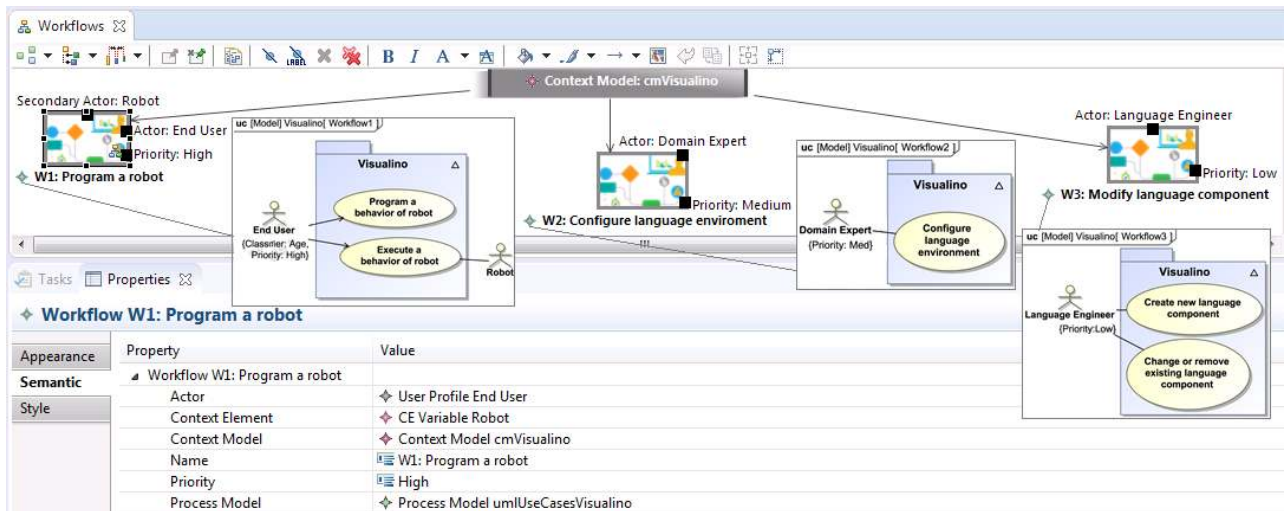 Workflows
B I A
Context Model: cmVisualino
Secondary Actor: Robot
Actor: End User
Priority: High
W1: Program a robot
uc [Model] Visualino[ Workflow1 ]
Visualino
Program a
behavior of robot
End User
{Classifier: Age,
Priority: High}
Execute a
behavior of robot
Robot
Actor: Domain Expert
Priority: Medium
W2: Configure language enviroment
uc [Model] Visualino[ Workflow2 ]
Visualino
Domain Expert
{Priority: Med}
Configure
language
environment
Actor: Language Engineer
Priority: Low
W3: Modify language component
uc [Model] Visualino[ Workflow3 ]
Visualino
Language Engineer
{Priority:Low}
Create new language
component
Change or remove
existing language
component
Tasks Properties
Workflow W1: Program a robot
Appearance
Semantic
Style
Property Value
Workflow W1: Program a robot
Actor User Profile End User
Context Element CE Variable Robot
Context Model Context Model cmVisualino
Name W1: Program a robot
Priority High
Process Model Process Model umlUseCasesVisualino